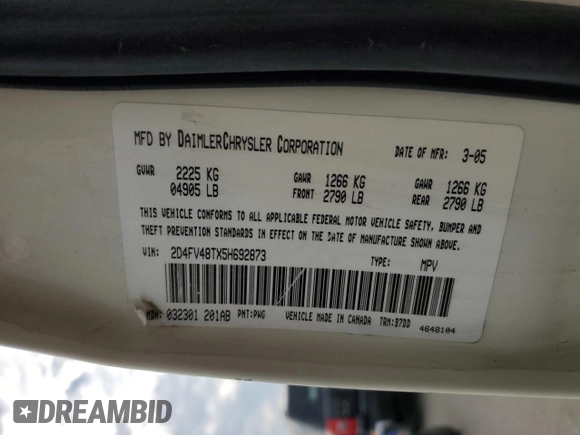 MFD BY DAIMLERCHRYSLER CORPORATION DATE OF MFR: 3-05
GVWR 2225 KG GAWR 1266 KG GAWR 1266 KG
04905 LB FRONT 2790 LB REAR 2790 LB
THIS VEHICLE CONFORMS TO ALL APPLICABLE FEDERAL MOTOR VEHICLE SAFETY, BUMPER AND
THEFT PREVENTION STANDARDS IN EFFECT ON THE DATE OF MANUFACTURE SHOWN ABOVE.
VIN: 2D4FV48TX5H692873 TYPE: MPV
MDH: 032301 201AB PNT:PWG VEHICLE MADE IN CANADA TRM:B7DD 4648104
DREAMBID